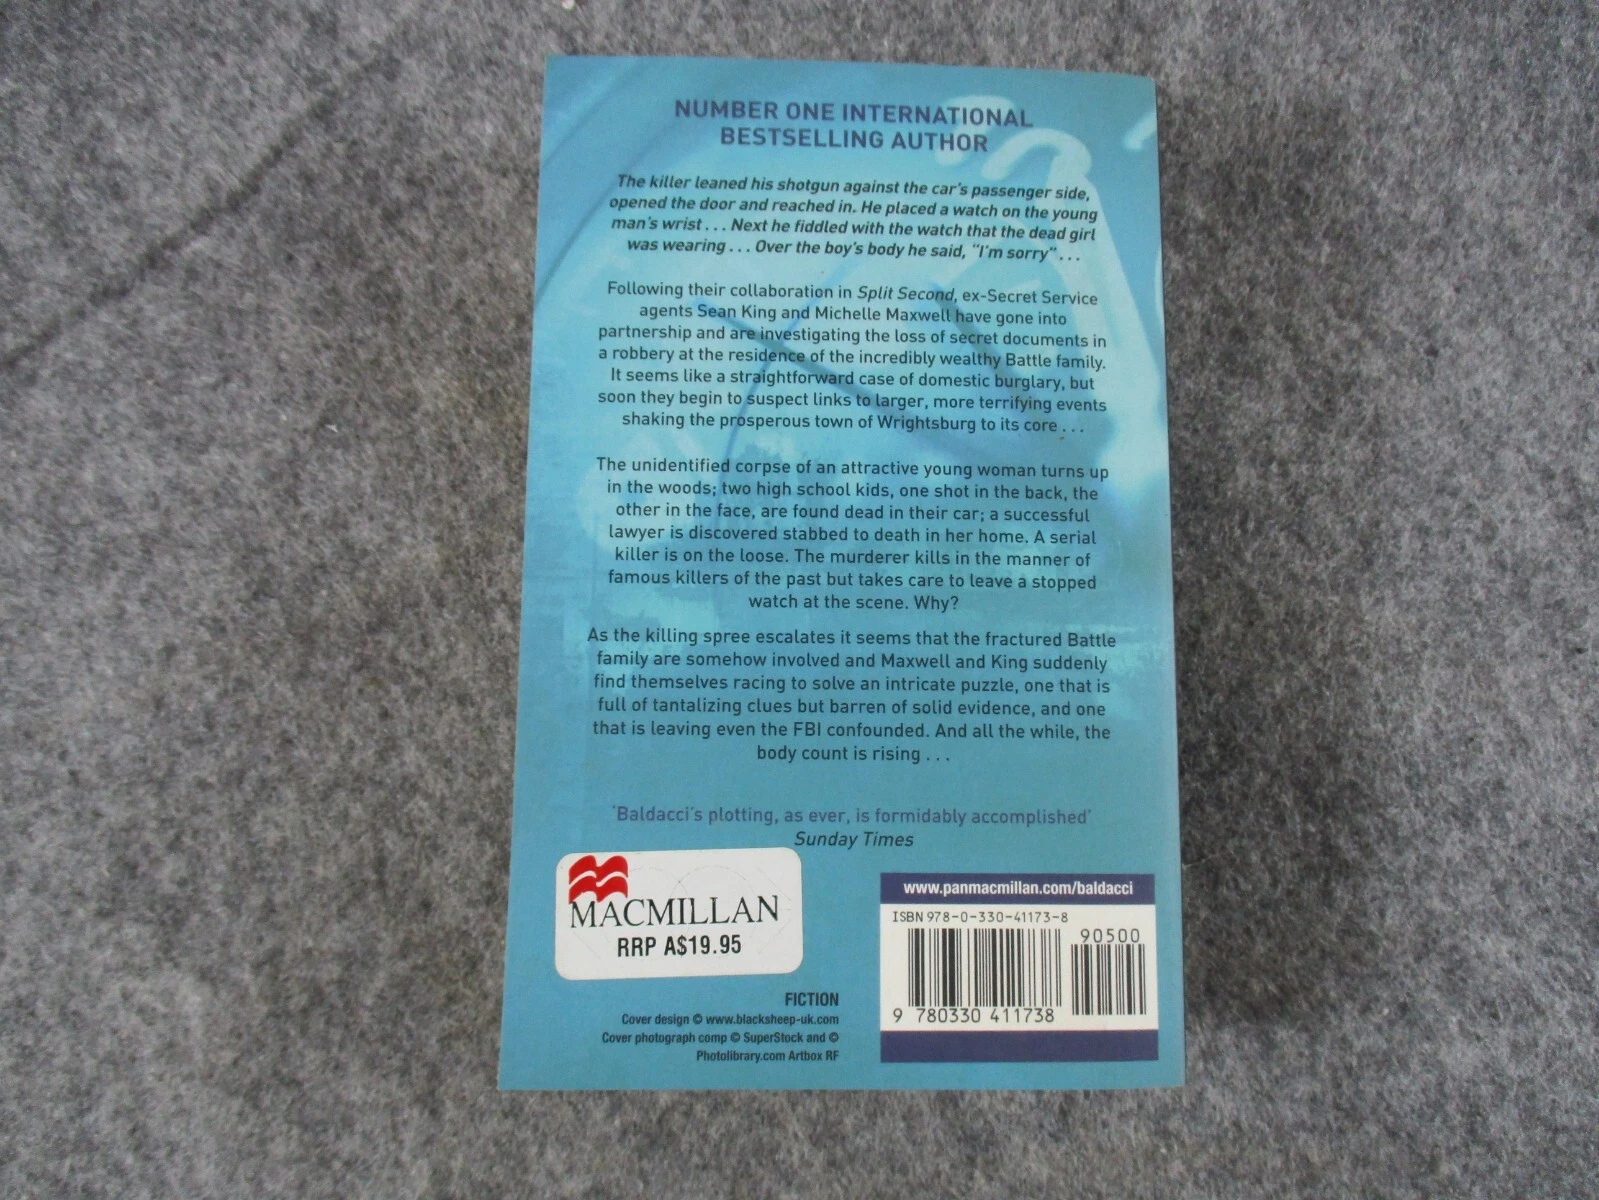 NUMBER ONE INTERNATIONAL
BESTSELLING AUTHOR
The killer leaned his shotgun against the car's passenger side,
opened the door and reached in. He placed a watch on the young
man's wrist . . . Next he fiddled with the watch that the dead girl
was wearing . . . Over the boy's body he said, "I'm sorry" . . .
Following their collaboration in Split Second, ex-Secret Service
agents Sean King and Michelle Maxwell have gone into
partnership and are investigating the loss of secret documents in
a robbery at the residence of the incredibly wealthy Battle family.
It seems like a straightforward case of domestic burglary, but
soon they begin to suspect links to larger, more terrifying events
shaking the prosperous town of Wrightsburg to its core . . .
The unidentified corpse of an attractive young woman turns up
in the woods; two high school kids, one shot in the back, the
other in the face, are found dead in their car; a successful
lawyer is discovered stabbed to death in her home. A serial
killer is on the loose. The murderer kills in the manner of
famous killers of the past but takes care to leave a stopped
watch at the scene. Why?
As the killing spree escalates it seems that the fractured Battle
family are somehow involved and Maxwell and King suddenly
find themselves racing to solve an intricate puzzle, one that is
full of tantalizing clues but barren of solid evidence, and one
that is leaving even the FBI confounded. And all the while, the
body count is rising . . .
'Baldacci's plotting, as ever, is formidably accomplished'
Sunday Times
MACMILLAN
RRP A$19.95
FICTION
Cover design © www.blacksheep-uk.com
Cover photograph comp © SuperStock and ©
Photolibrary.com Artbox RF
www.panmacmillan.com/baldacci
ISBN 978-0-330-41173-8
90500
9 780330 411738